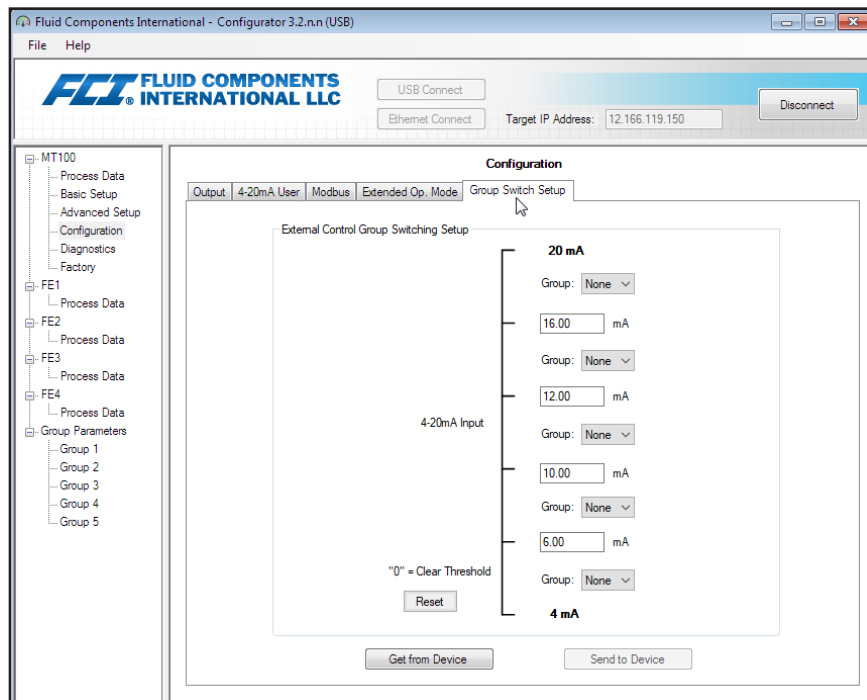 Fluid Components International - Configurator 3.2.n.n (USB)
File Help
FCI FLUID COMPONENTS
® INTERNATIONAL LLC
USB Connect
Ethernet Connect
Target IP Address: 12.166.119.150
Disconnect
MT100
Process Data
Basic Setup
Advanced Setup
Configuration
Diagnostics
Factory
FE1
Process Data
FE2
Process Data
FE3
Process Data
FE4
Process Data
Group Parameters
Group 1
Group 2
Group 3
Group 4
Group 5
Configuration
Output 4-20mA User Modbus Extended Op. Mode Group Switch Setup
External Control Group Switching Setup
20 mA
Group: None
16.00 mA
Group: None
12.00 mA
4-20mA Input
Group: None
10.00 mA
Group: None
6.00 mA
"0" = Clear Threshold
Group: None
Reset
4 mA
Get from Device Send to Device